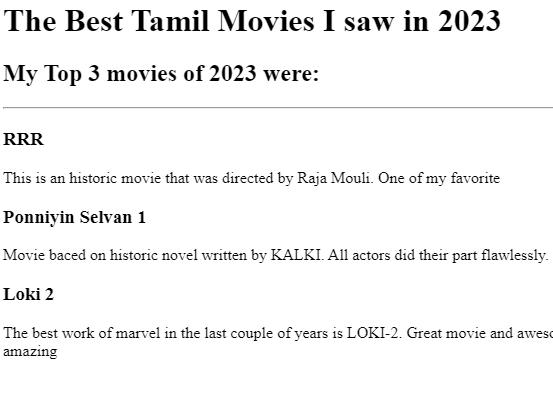 The Best Tamil Movies I saw in 2023
My Top 3 movies of 2023 were:
RRR
This is an historic movie that was directed by Raja Mouli. One of my favorite
Ponniyin Selvan 1
Movie baced on historic novel written by KALKI. All actors did their part flawlessly.
Loki 2
The best work of marvel in the last couple of years is LOKI-2. Great movie and
amazing